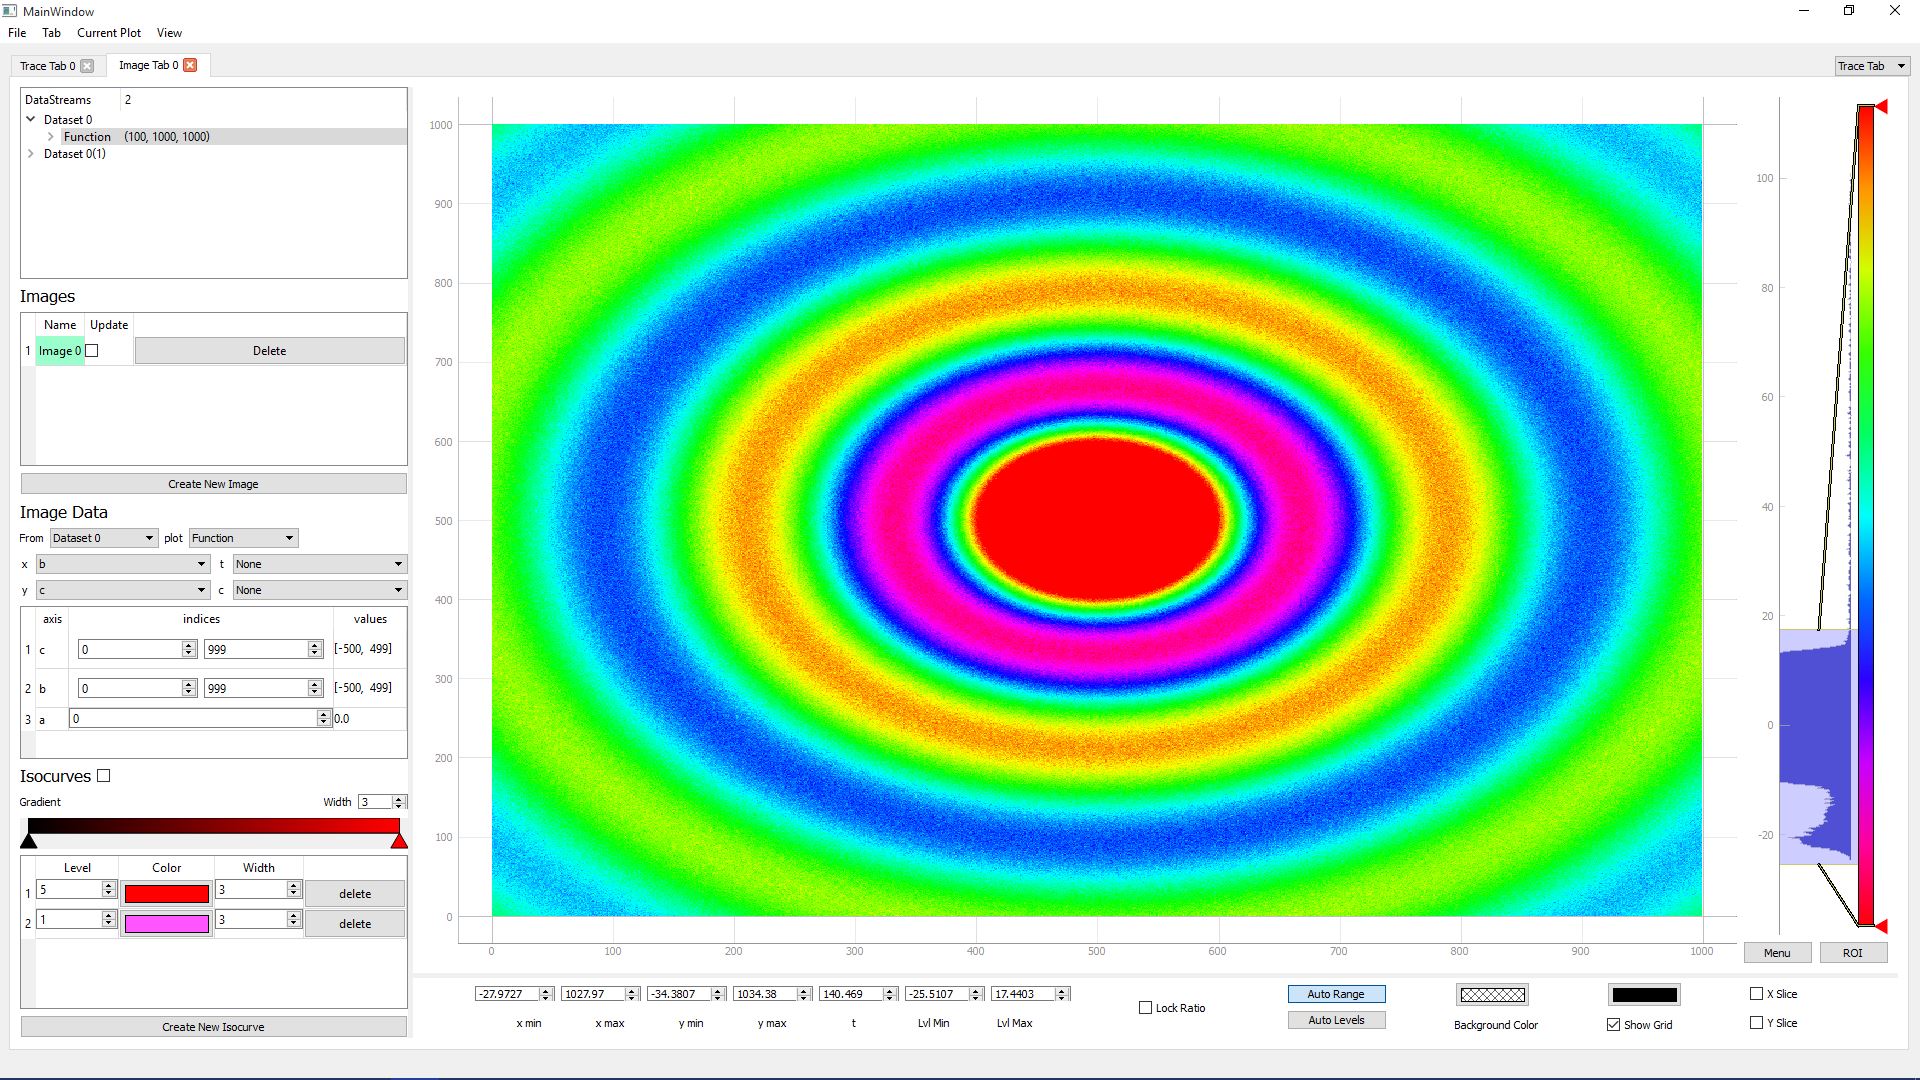 MainWindow
File Tab Current Plot View
Trace Tab 0 Image Tab 0 Trace Tab
DataStreams 2
Dataset 0
Function (100, 1000, 1000)
Dataset 0(1)
Images
Name Update
1 Image 0 Delete
Create New Image
Image Data
From Dataset 0 plot Function
x b t None
y c c None
axis indices values
1 c 0 999 [-500, 499]
2 b 0 999 [-500, 499]
3 a 0 0.0
Isocurves
Gradient Width 3
Level Color Width
1 5 3 delete
2 1 3 delete
Create New Isocurve
1000
900
800
700
600
500
400
300
200
100
0
0 100 200 300 400 500 600 700 800 900 1000
100
80
60
40
20
0
-20
Menu ROI
-27.9727 1027.97 -34.3807 1034.38 140.469 -25.5107 17.4403
x min x max y min y max t Lvl Min Lvl Max
Lock Ratio
Auto Range
Auto Levels
Background Color
Show Grid
X Slice
Y Slice